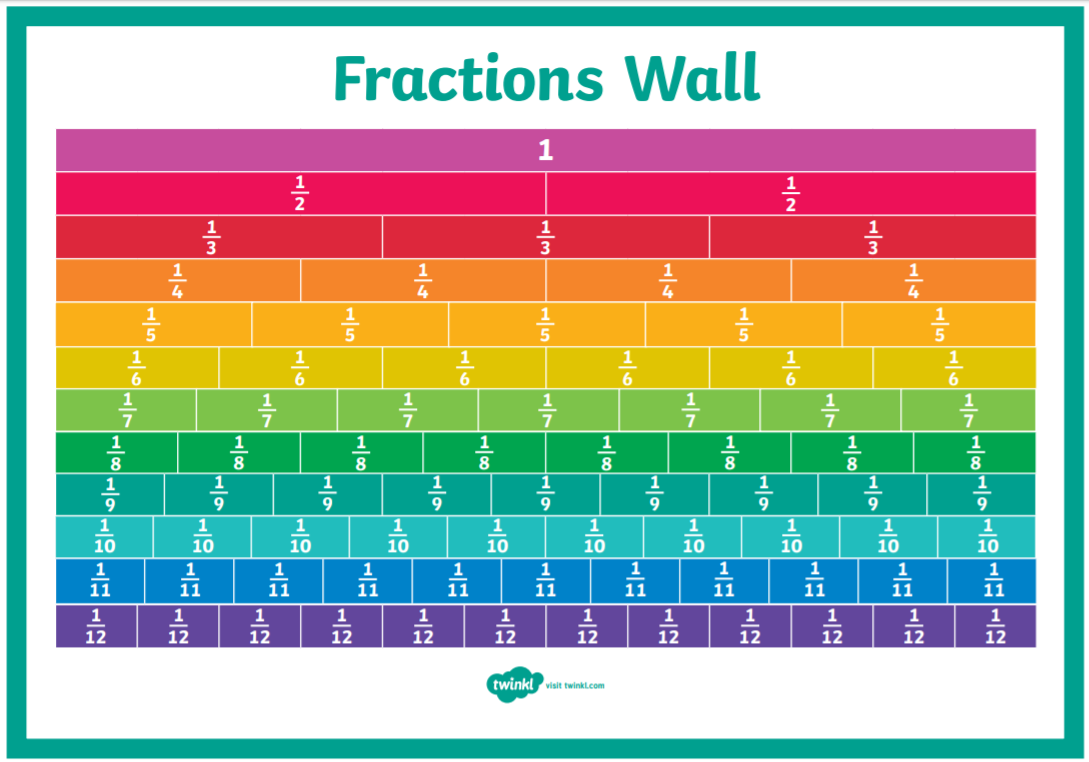 Fractions Wall
1
1/2 1/2
1/3 1/3 1/3
1/4 1/4 1/4 1/4
1/5 1/5 1/5 1/5 1/5
1/6 1/6 1/6 1/6 1/6 1/6
1/7 1/7 1/7 1/7 1/7 1/7 1/7
1/8 1/8 1/8 1/8 1/8 1/8 1/8 1/8
1/9 1/9 1/9 1/9 1/9 1/9 1/9 1/9 1/9
1/10 1/10 1/10 1/10 1/10 1/10 1/10 1/10 1/10 1/10
1/11 1/11 1/11 1/11 1/11 1/11 1/11 1/11 1/11 1/11 1/11
1/12 1/12 1/12 1/12 1/12 1/12 1/12 1/12 1/12 1/12 1/12 1/12
twinkl visit twinkl.com